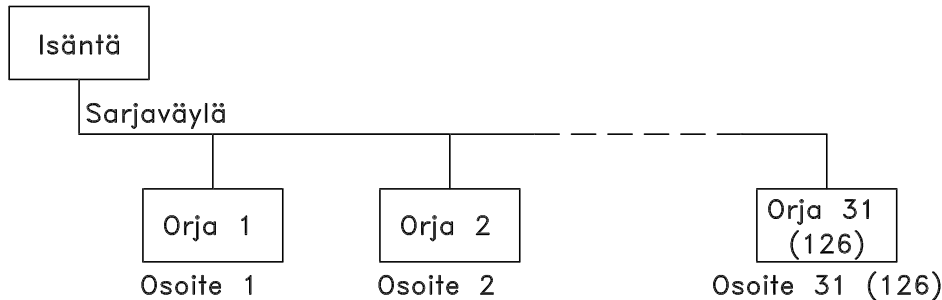 Isäntä
Sarjaväylä
Orja 1
Orja 2
Orja 31
(126)
Osoite 1
Osoite 2
Osoite 31 (126)